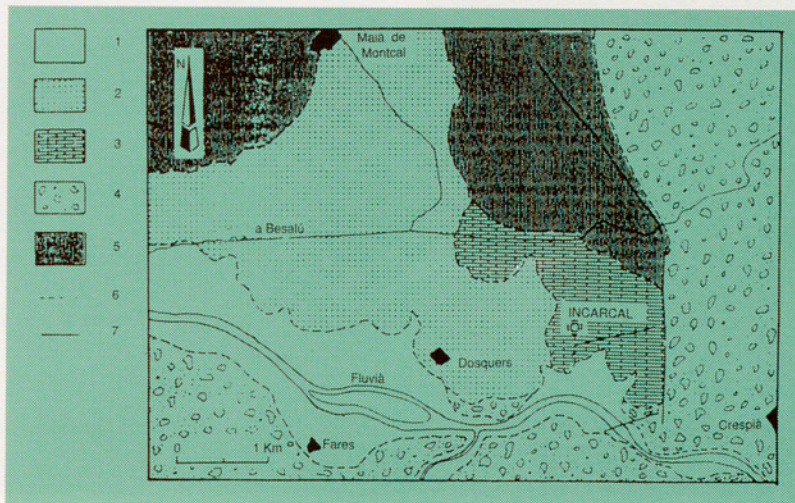 1
2
3
4
5
6
7
N
Maià de
Montcal
a Besalú
INCARCAL
Dosquers
Fluvià
Crespià
Fares
0 1 Km